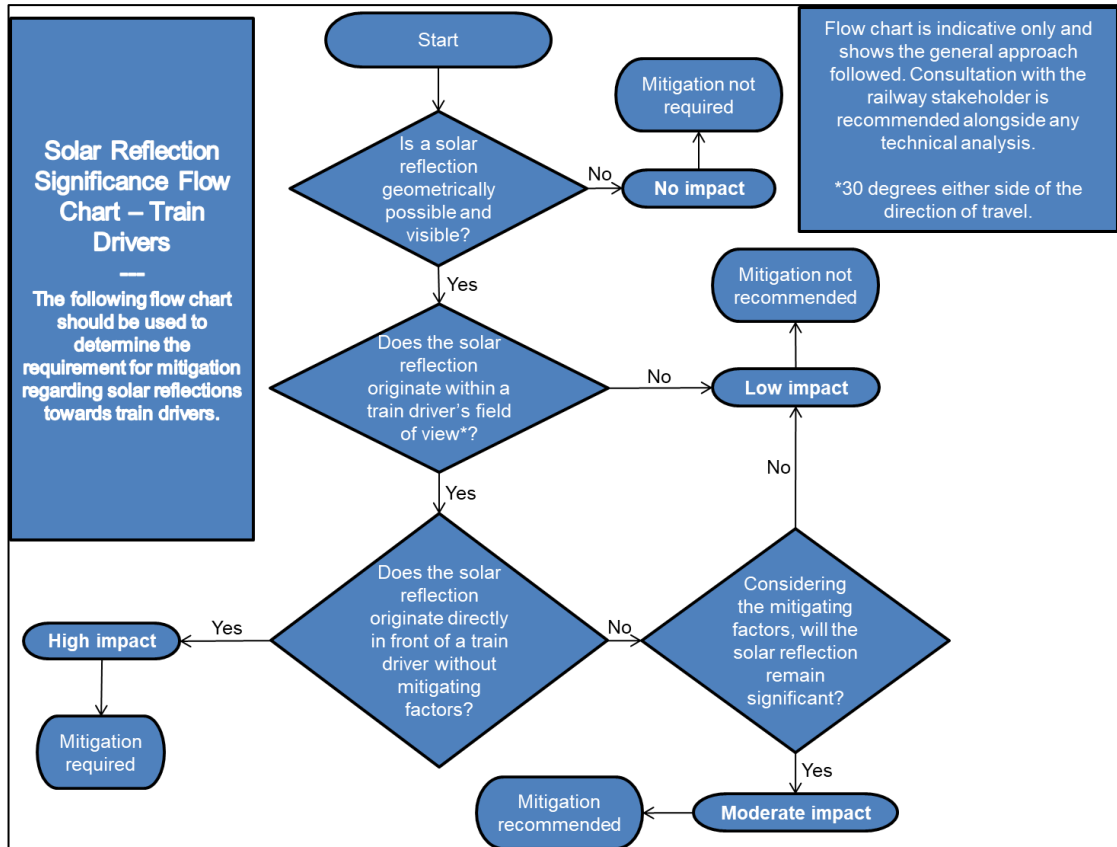 Solar Reflection
Significance Flow
Chart – Train
Drivers
---
The following flow chart
should be used to
determine the
requirement for mitigation
regarding solar reflections
towards train drivers.
Start
Flow chart is indicative only and
shows the general approach
followed. Consultation with the
railway stakeholder is
recommended alongside any
technical analysis.
*30 degrees either side of the
direction of travel.
Mitigation not
required
Is a solar
reflection
geometrically
possible and
visible?
No
No impact
Yes
Mitigation not
recommended
Does the solar
reflection
originate within a
train driver’s field
of view*?
No
Low impact
Yes
No
Does the solar
reflection
originate directly
in front of a train
driver without
mitigating
factors?
Yes
High impact
Mitigation
required
No
Considering
the mitigating
factors, will the
solar reflection
remain
significant?
Yes
Moderate impact
Mitigation
recommended